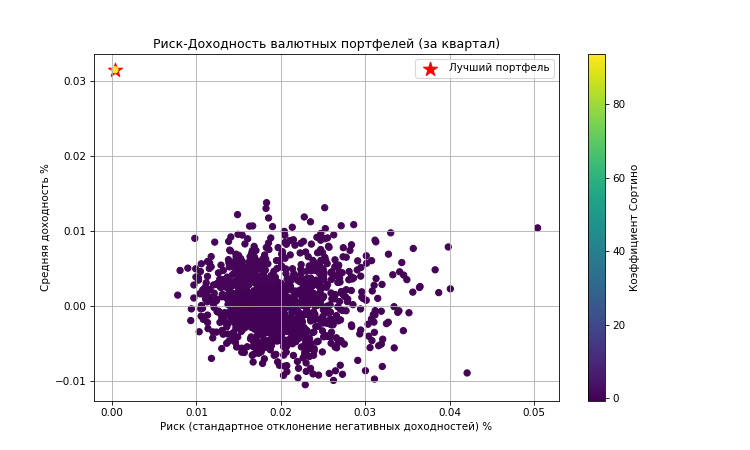 Риск-Доходность валютных портфелей (за квартал)
Лучший портфель
Средняя доходность %
0.03
0.02
0.01
0.00
−0.01
0.00 0.01 0.02 0.03 0.04 0.05
Риск (стандартное отклонение негативных доходностей) %
80
60
40
20
0
Коэффициент Сортино